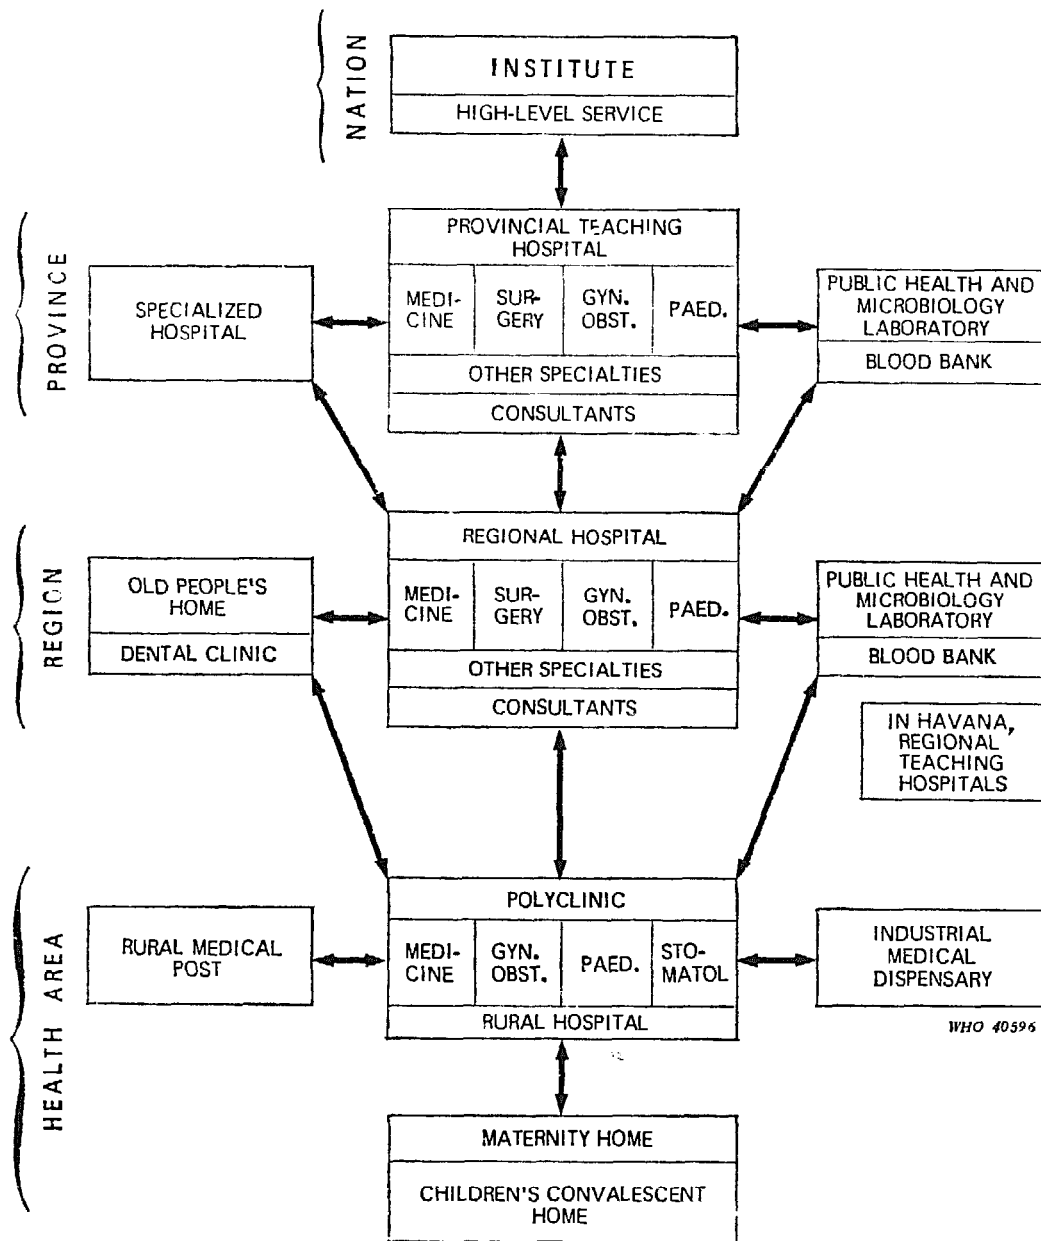 NATION
INSTITUTE
HIGH-LEVEL SERVICE
PROVINCE
PROVINCIAL TEACHING
HOSPITAL
SPECIALIZED
HOSPITAL
MEDI-
CINE
SUR-
GERY
GYN.
OBST.
PAED.
OTHER SPECIALTIES
CONSULTANTS
PUBLIC HEALTH AND
MICROBIOLOGY
LABORATORY
BLOOD BANK
REGION
REGIONAL HOSPITAL
OLD PEOPLE'S
HOME
DENTAL CLINIC
MEDI-
CINE
SUR-
GERY
GYN.
OBST.
PAED.
OTHER SPECIALTIES
CONSULTANTS
PUBLIC HEALTH AND
MICROBIOLOGY
LABORATORY
BLOOD BANK
IN HAVANA,
REGIONAL
TEACHING
HOSPITALS
HEALTH AREA
POLYCLINIC
RURAL MEDICAL
POST
MEDI-
CINE
GYN.
OBST.
PAED.
STO-
MATOL
RURAL HOSPITAL
INDUSTRIAL
MEDICAL
DISPENSARY
WHO 40596
MATERNITY HOME
CHILDREN'S CONVALESCENT
HOME